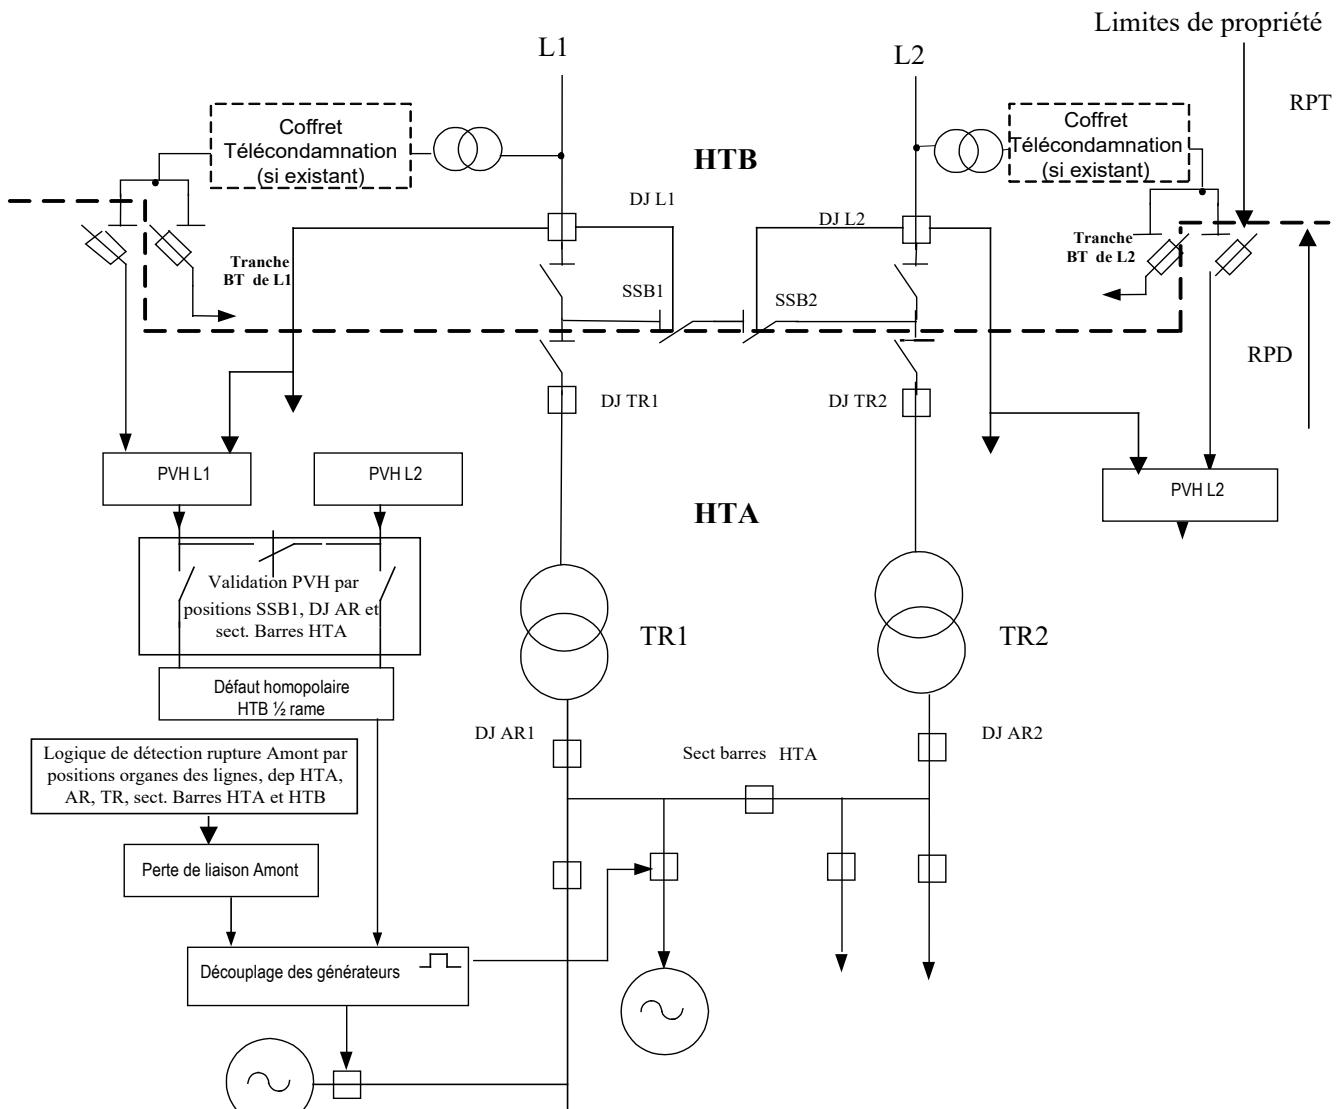 Limites de propriété
L1
L2
RPT
Coffret
Télécondamnation
(si existant)
HTB
Coffret
Télécondamnation
(si existant)
DJ L1
DJ L2
Tranche
BT de L1
Tranche
BT de L2
SSB1
SSB2
RPD
DJ TR1
DJ TR2
PVH L1
PVH L2
PVH L2
HTA
Validation PVH par
positions SSB1, DJ AR et
sect. Barres HTA
TR1
TR2
Défaut homopolaire
HTB ½ rame
DJ AR1
DJ AR2
Sect barres HTA
Logique de détection rupture Amont par
positions organes des lignes, dep HTA,
AR, TR, sect. Barres HTA et HTB
Perte de liaison Amont
Découplage des générateurs